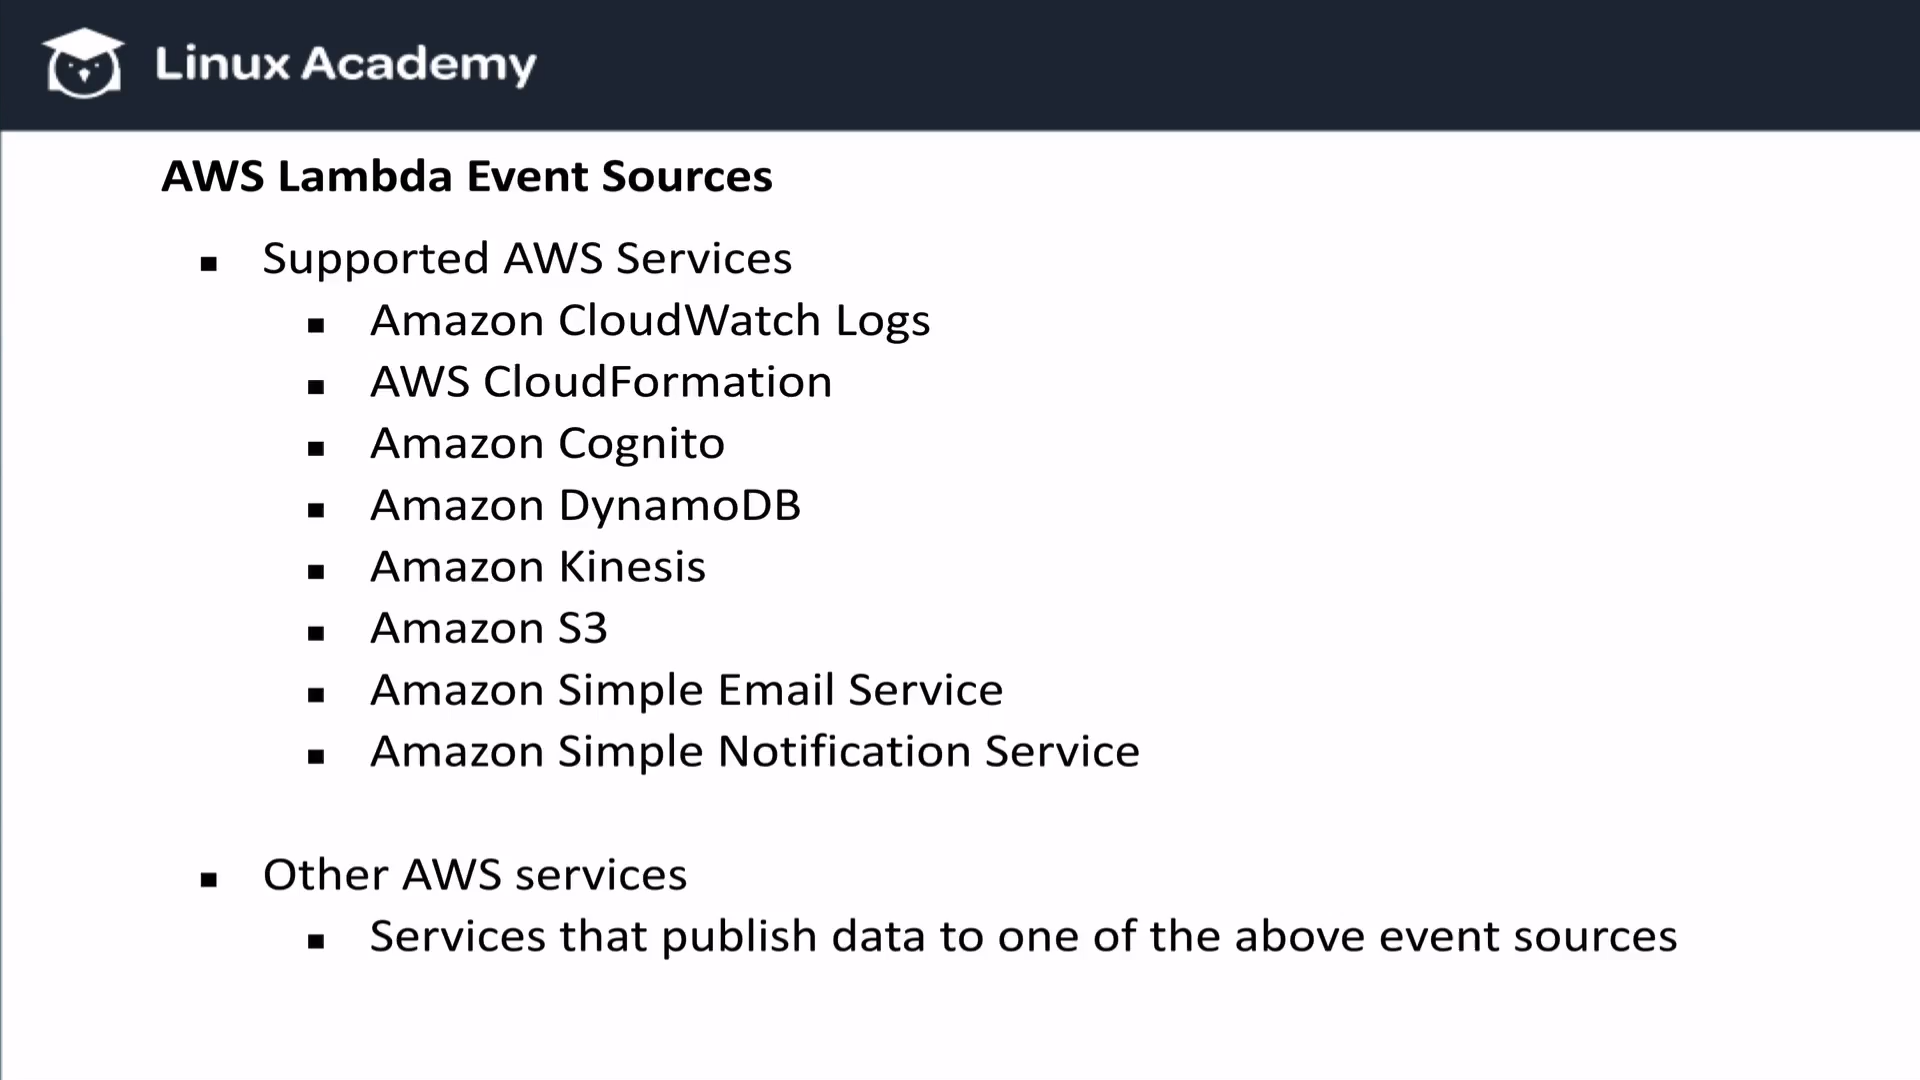 Linux Academy
AWS Lambda Event Sources
▪ Supported AWS Services
▪ Amazon CloudWatch Logs
▪ AWS CloudFormation
▪ Amazon Cognito
▪ Amazon DynamoDB
▪ Amazon Kinesis
▪ Amazon S3
▪ Amazon Simple Email Service
▪ Amazon Simple Notification Service
▪ Other AWS services
▪ Services that publish data to one of the above event sources